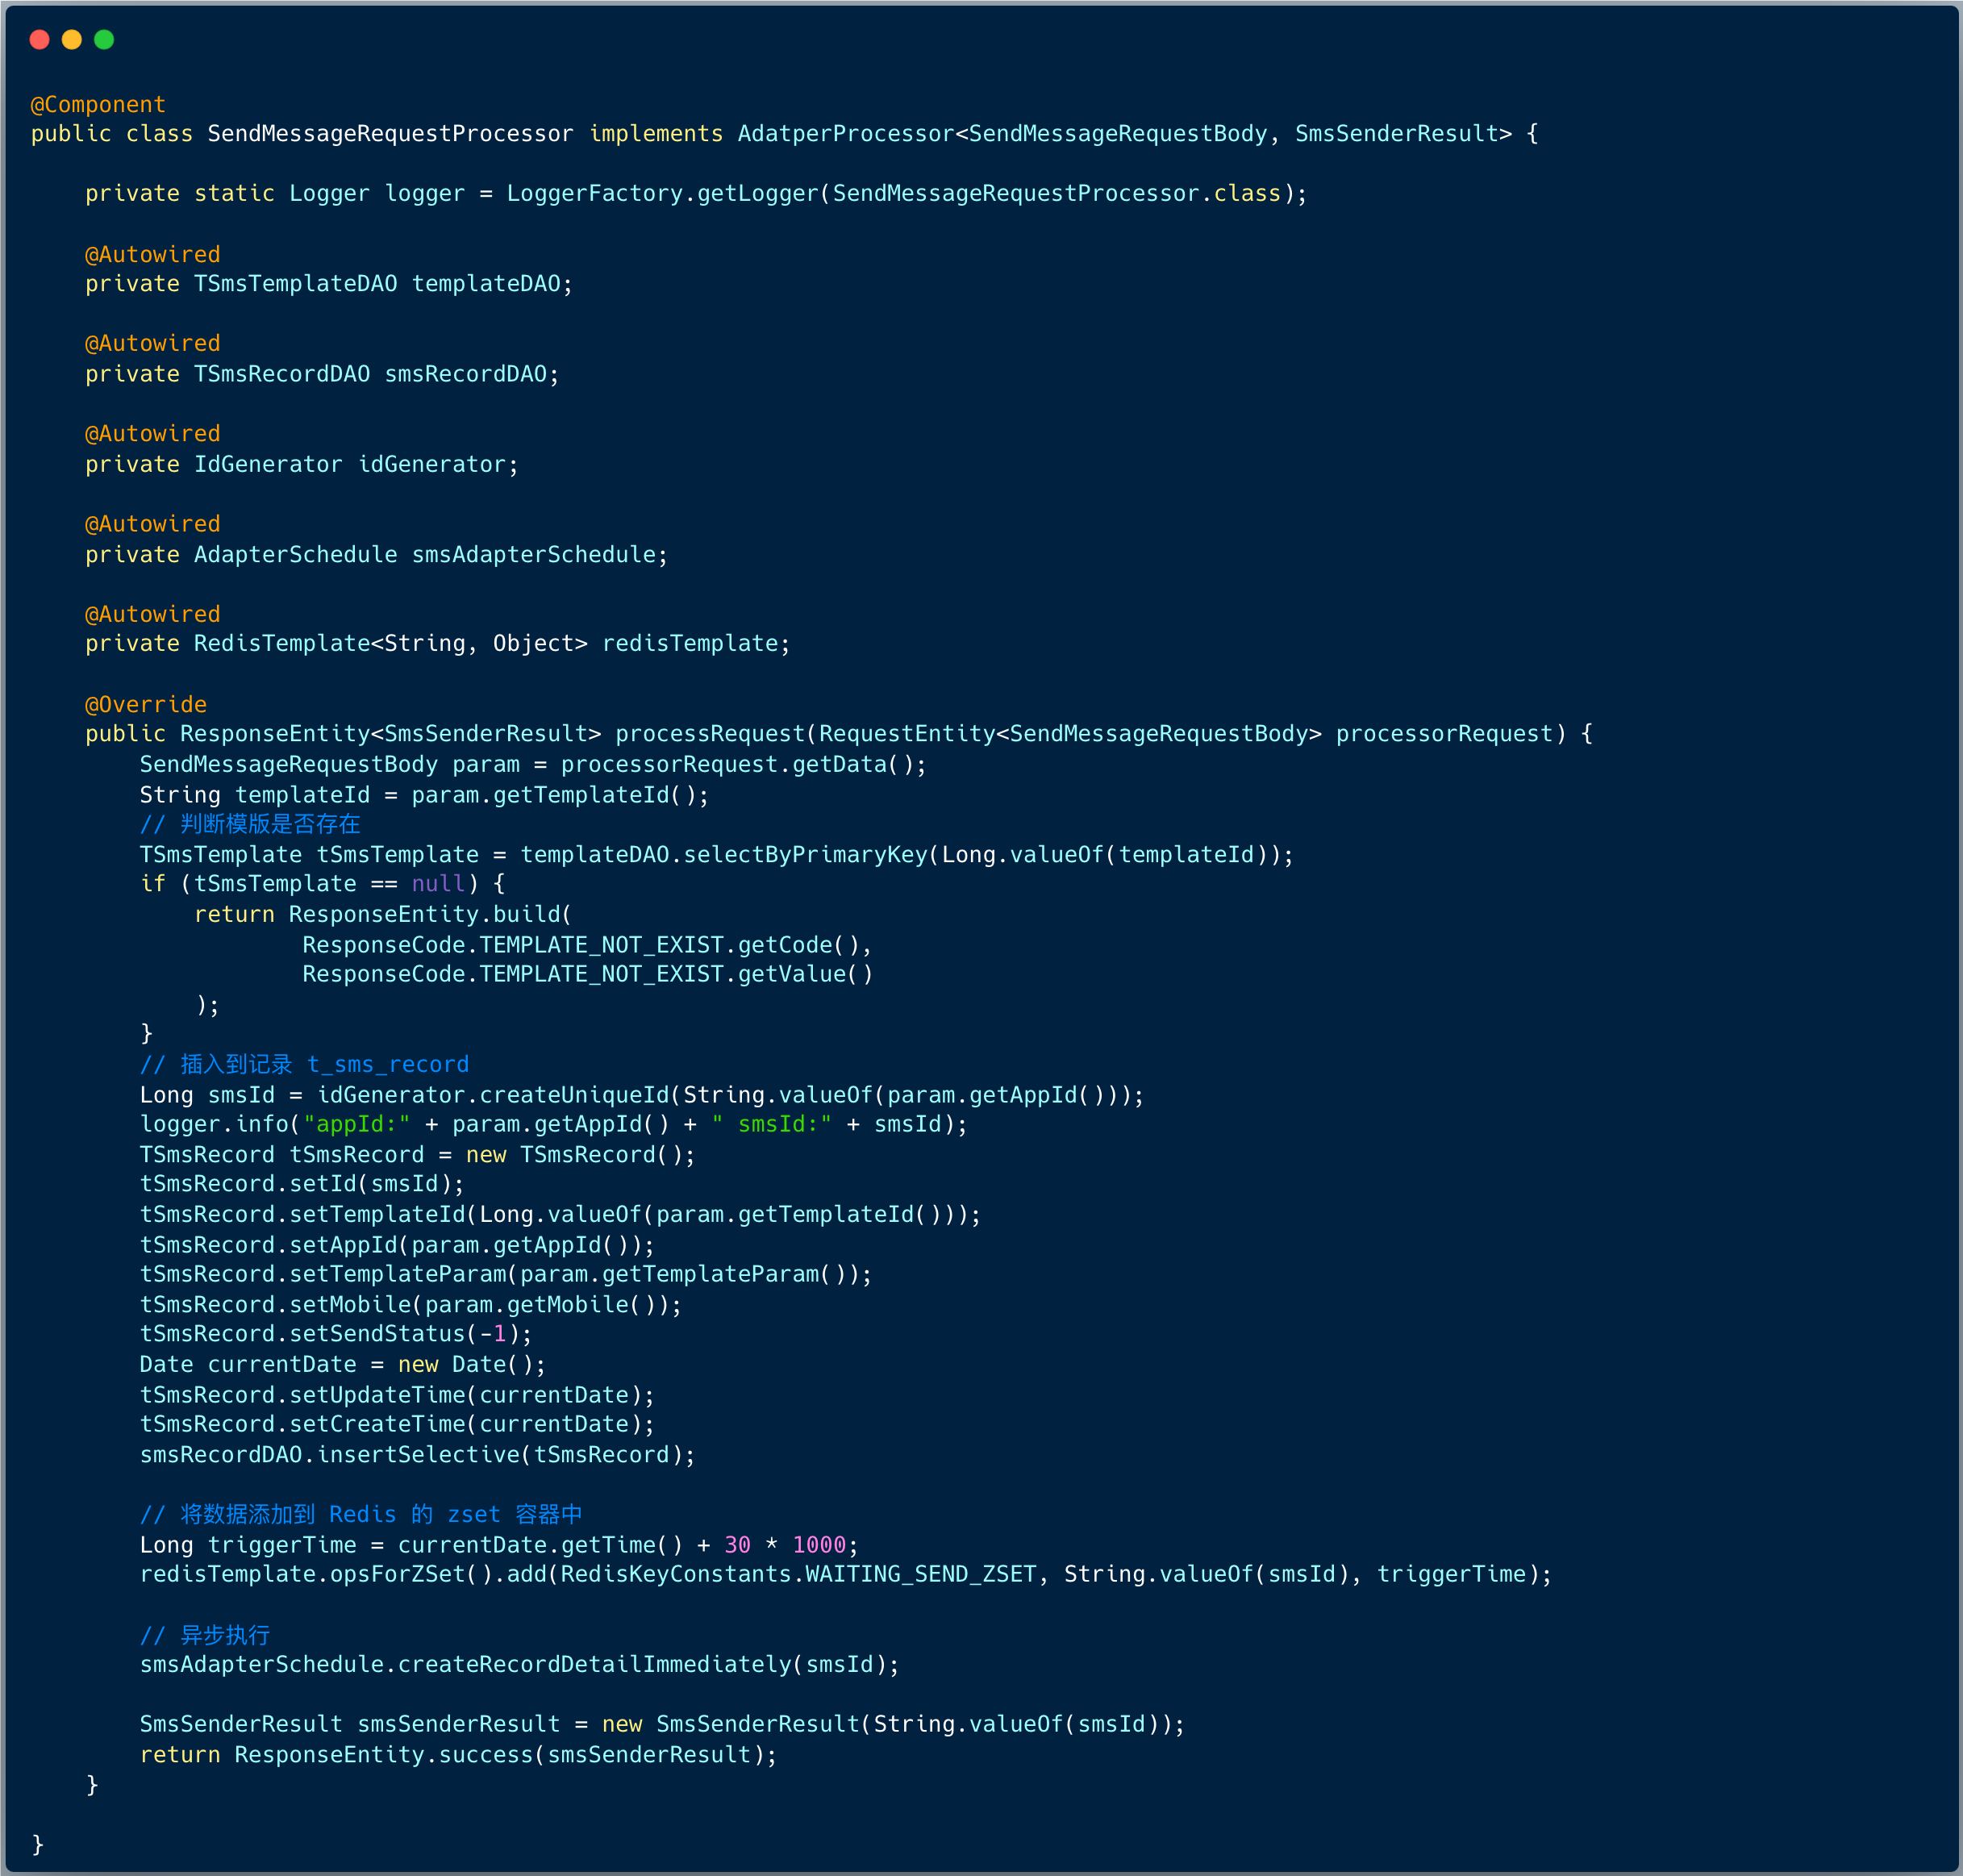 @Component
public class SendMessageRequestProcessor implements AdatperProcessor<SendMessageRequestBody, SmsSenderResult> {
    private static Logger logger = LoggerFactory.getLogger(SendMessageRequestProcessor.class);
    @Autowired
    private TSmsTemplateDAO templateDAO;
    @Autowired
    private TSmsRecordDAO smsRecordDAO;
    @Autowired
    private IdGenerator idGenerator;
    @Autowired
    private AdapterSchedule smsAdapterSchedule;
    @Autowired
    private RedisTemplate<String, Object> redisTemplate;
    @Override
    public ResponseEntity<SmsSenderResult> processRequest(RequestEntity<SendMessageRequestBody> processorRequest) {
        SendMessageRequestBody param = processorRequest.getData();
        String templateId = param.getTemplateId();
        // 判断模版是否存在
        TSmsTemplate tSmsTemplate = templateDAO.selectByPrimaryKey(Long.valueOf(templateId));
        if (tSmsTemplate == null) {
            return ResponseEntity.build(
                    ResponseCode.TEMPLATE_NOT_EXIST.getCode(),
                    ResponseCode.TEMPLATE_NOT_EXIST.getValue()
            );
        }
        // 插入到记录 t_sms_record
        Long smsId = idGenerator.createUniqueId(String.valueOf(param.getAppId()));
        logger.info("appId:" + param.getAppId() + " smsId:" + smsId);
        TSmsRecord tSmsRecord = new TSmsRecord();
        tSmsRecord.setId(smsId);
        tSmsRecord.setTemplateId(Long.valueOf(param.getTemplateId()));
        tSmsRecord.setAppId(param.getAppId());
        tSmsRecord.setTemplateParam(param.getTemplateParam());
        tSmsRecord.setMobile(param.getMobile());
        tSmsRecord.setSendStatus(-1);
        Date currentDate = new Date();
        tSmsRecord.setUpdateTime(currentDate);
        tSmsRecord.setCreateTime(currentDate);
        smsRecordDAO.insertSelective(tSmsRecord);
        // 将数据添加到 Redis 的 zset 容器中
        Long triggerTime = currentDate.getTime() + 30 * 1000;
        redisTemplate.opsForZSet().add(RedisKeyConstants.WAITING_SEND_ZSET, String.valueOf(smsId), triggerTime);
        // 异步执行
        smsAdapterSchedule.createRecordDetailImmediately(smsId);
        SmsSenderResult smsSenderResult = new SmsSenderResult(String.valueOf(smsId));
        return ResponseEntity.success(smsSenderResult);
    }
}